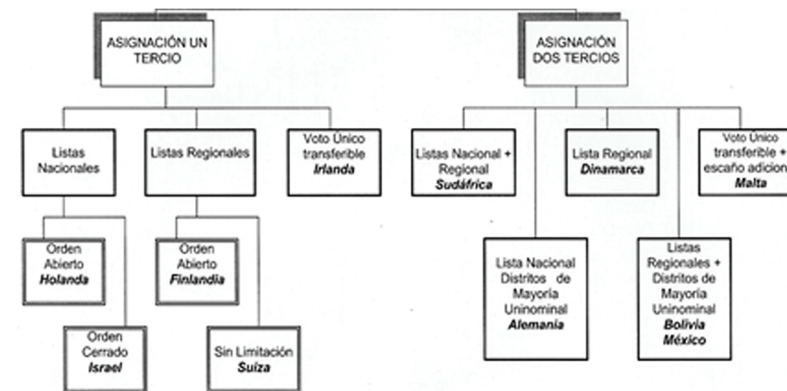 ASIGNACIÓN UN
TERCIO
ASIGNACIÓN
DOS TERCIOS
Listas
Nacionales
Listas Regionales
Voto Único
transferible
Irlanda
Listas Nacional +
Regional
Sudáfrica
Lista Regional
Dinamarca
Voto Único
transferible +
escaño adicion
Malta
Orden
Abierto
Holanda
Orden
Abierto
Finlandia
Lista Nacional
Distritos de
Mayoría
Uninominal
Alemania
Listas
Regionales +
Distritos de
Mayoría
Uninominal
Bolivia
México
Orden
Cerrado
Israel
Sin Limitación
Suiza